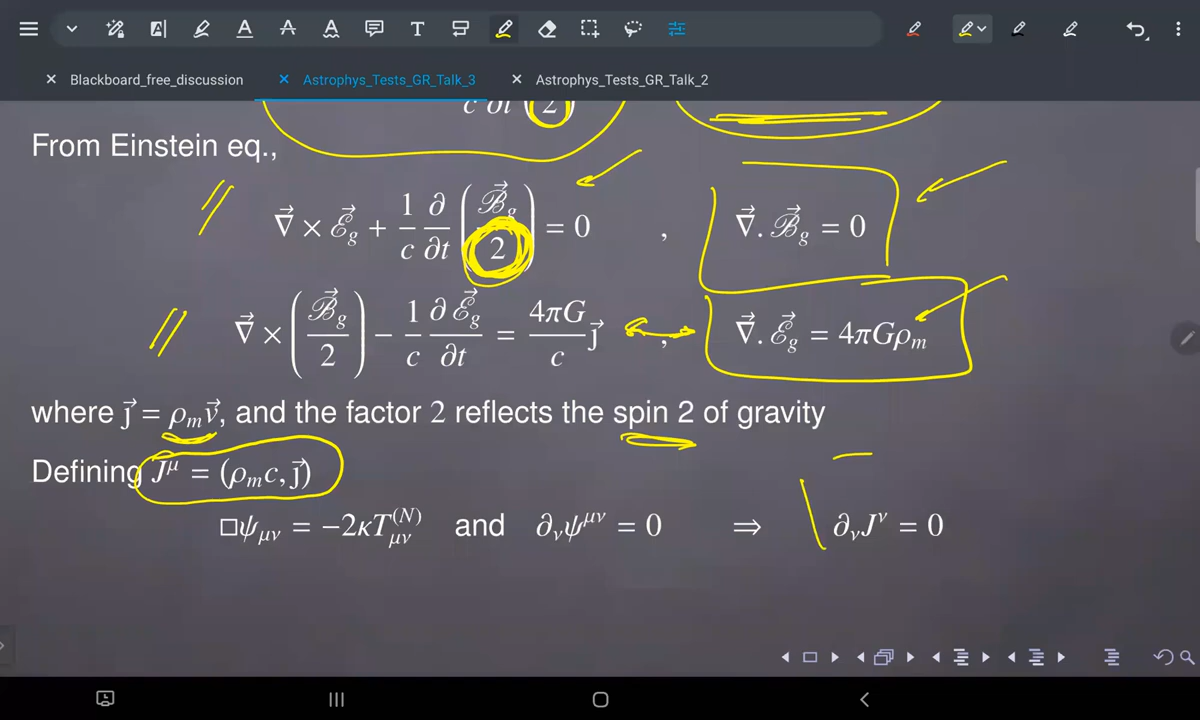 Blackboard_free_discussion Astrophys_Tests_GR_Talk_3 Astrophys_Tests_GR_Talk_2
c ∂t (2)
From Einstein eq.,
∇⃗ × ℰ⃗_g + 1/c ∂/∂t (ℬ⃗_g/2) = 0 , ∇⃗. ℬ⃗_g = 0
∇⃗ × (ℬ⃗_g/2) − 1/c ∂ℰ⃗_g/∂t = 4πG/c j⃗ , ∇⃗. ℰ⃗_g = 4πGρ_m
where j⃗ = ρ_m v⃗, and the factor 2 reflects the spin 2 of gravity
Defining J^μ = (ρ_m c, j⃗)
□ψ_μν = −2κT_μν^(N) and ∂_ν ψ^μν = 0 ⇒ ∂_ν J^ν = 0